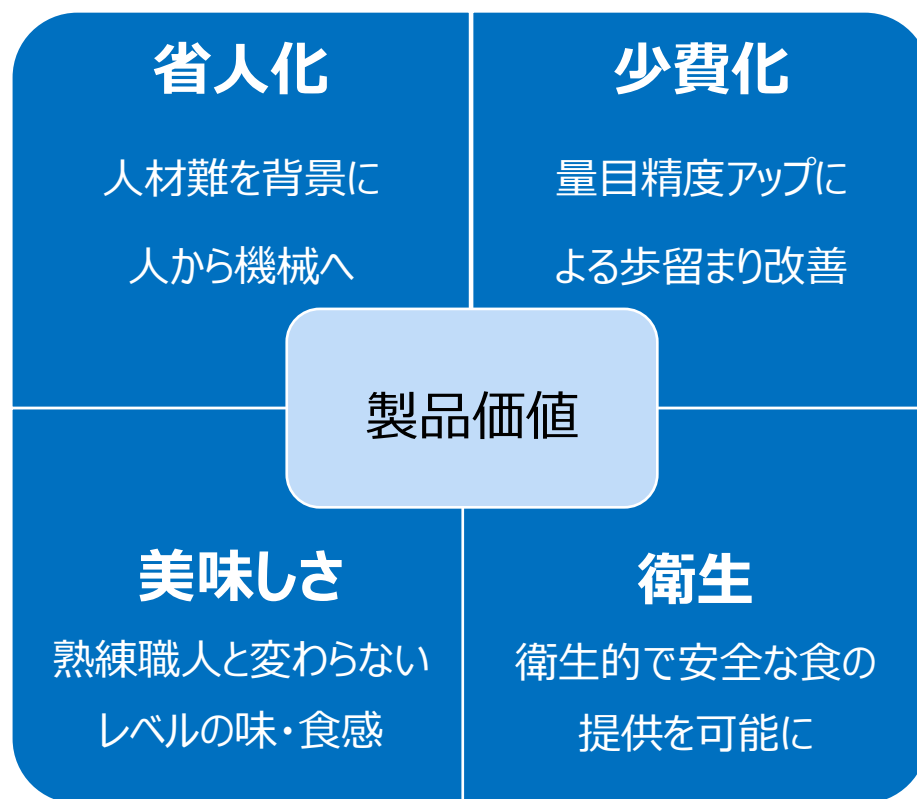 省人化
人材難を背景に
人から機械へ
少費化
量目精度アップに
よる歩留まり改善
製品価値
美味しさ
熟練職人と変わらない
レベルの味・食感
衛生
衛生的で安全な食の
提供を可能に